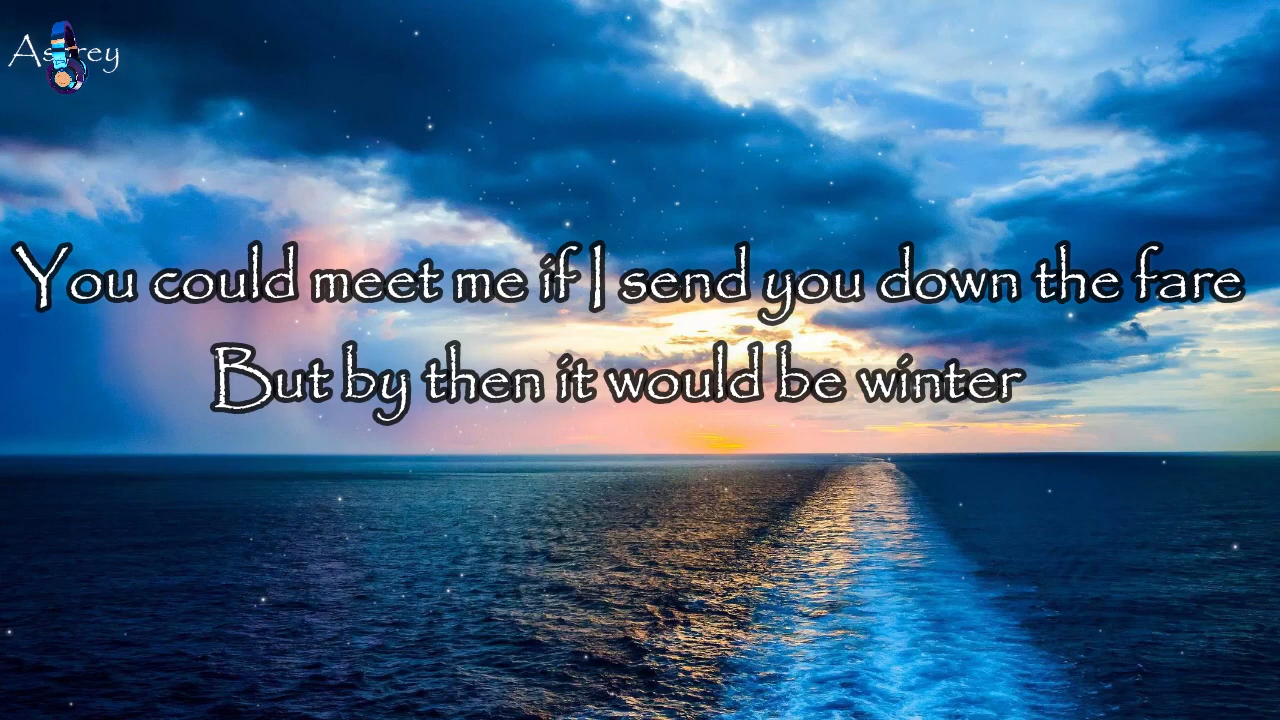 You could meet me if I send you down the fare
But by then it would be winter